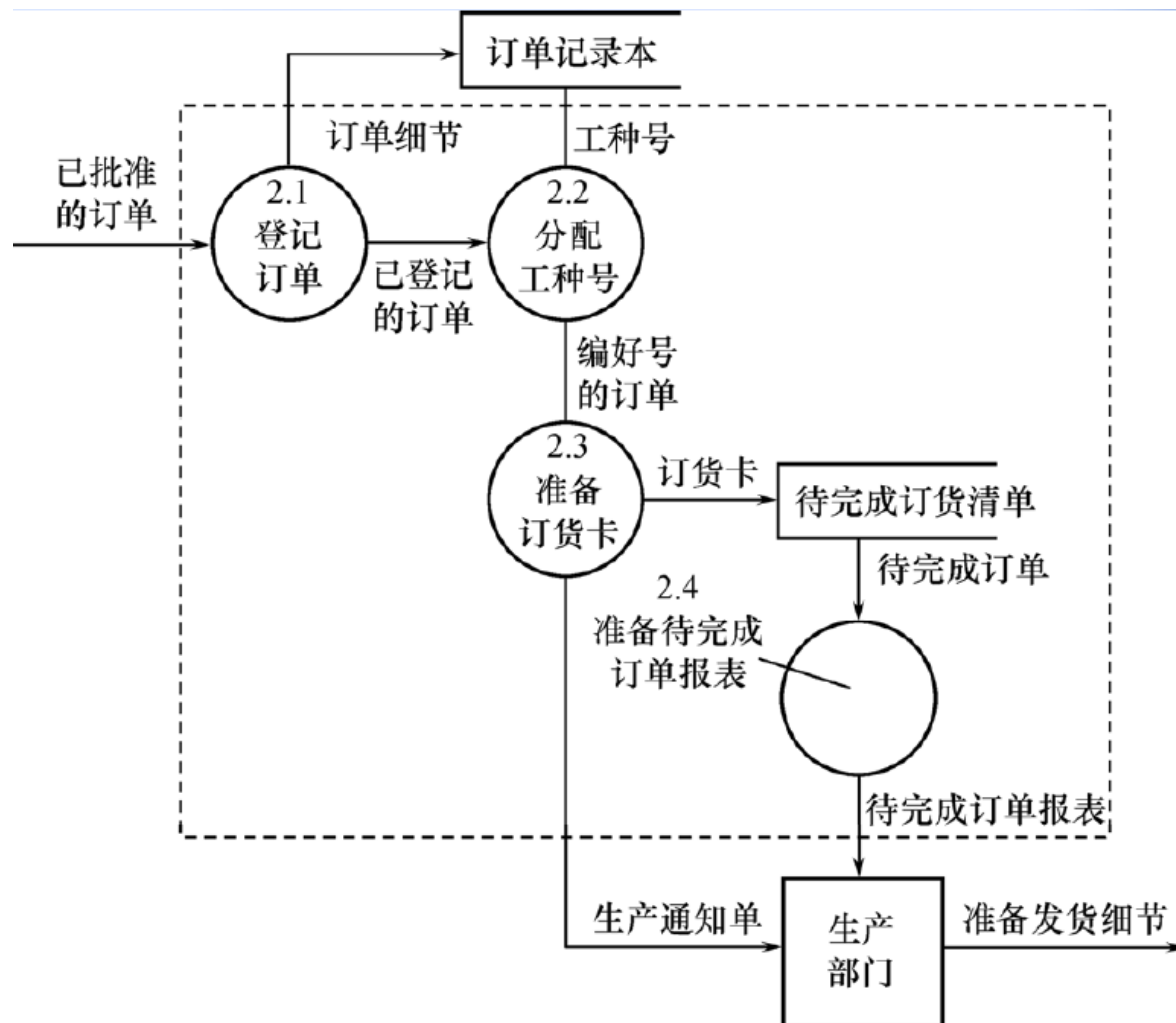 订单记录本
订单细节
工种号
已批准
的订单
2.1
登记
订单
已登记
的订单
2.2
分配
工种号
编好号
的订单
2.3
准备
订货卡
订货卡
待完成订货清单
待完成订单
2.4
准备待完成
订单报表
待完成订单报表
生产通知单
生产
部门
准备发货细节